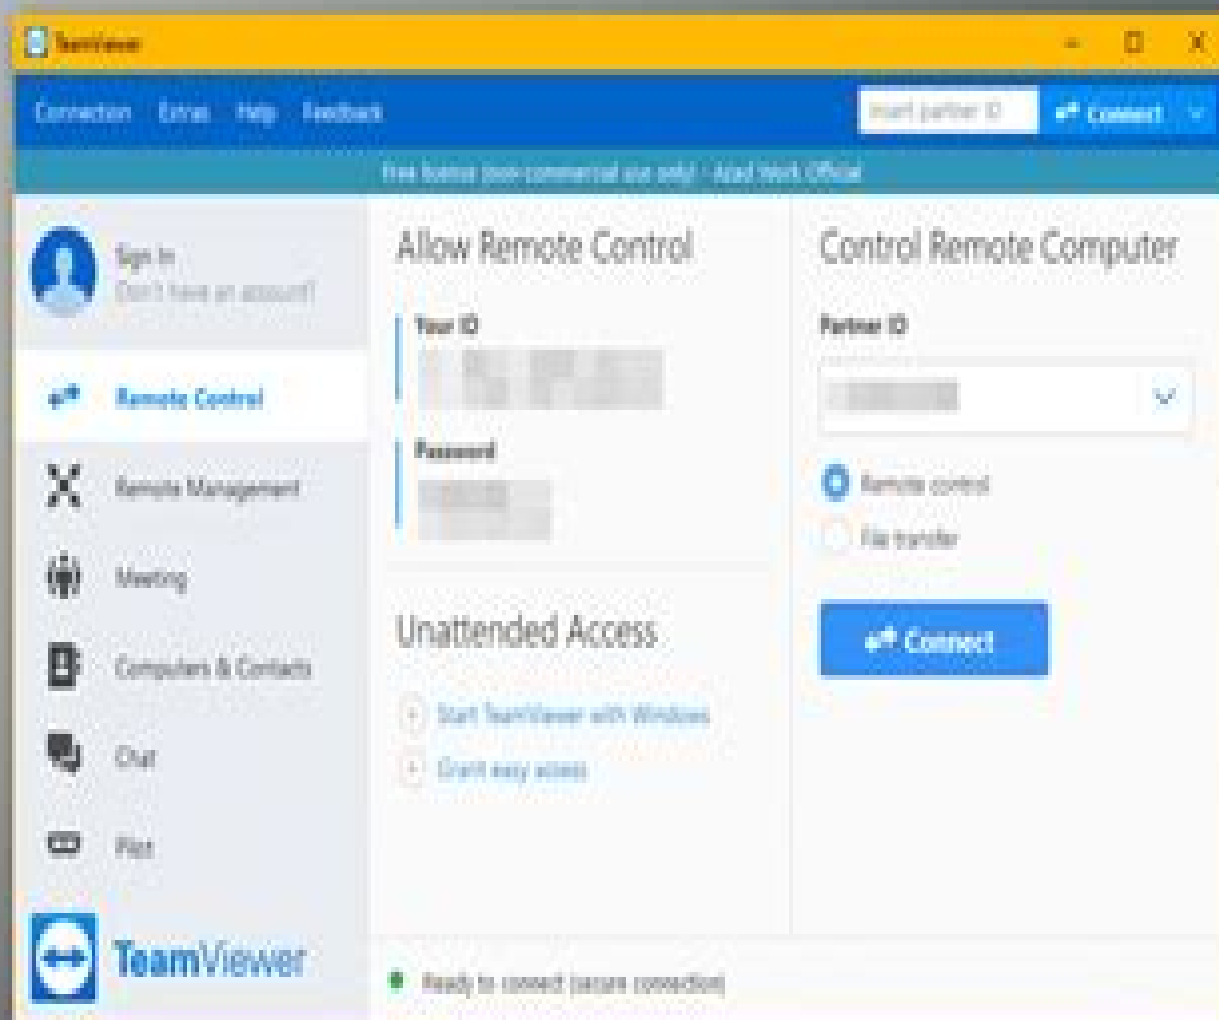 TeamViewer
Connection Extras Help Feedback
Insert partner ID
Connect
Free license (non-commercial use only) - Azad Work Official
Sign In
Don't have an account?
Remote Control
Remote Management
Meeting
Computers & Contacts
Chat
Pilot
TeamViewer
Allow Remote Control
Your ID
Password
Unattended Access
Start TeamViewer with Windows
Grant easy access
Control Remote Computer
Partner ID
Remote control
File transfer
Connect
Ready to connect (secure connection)